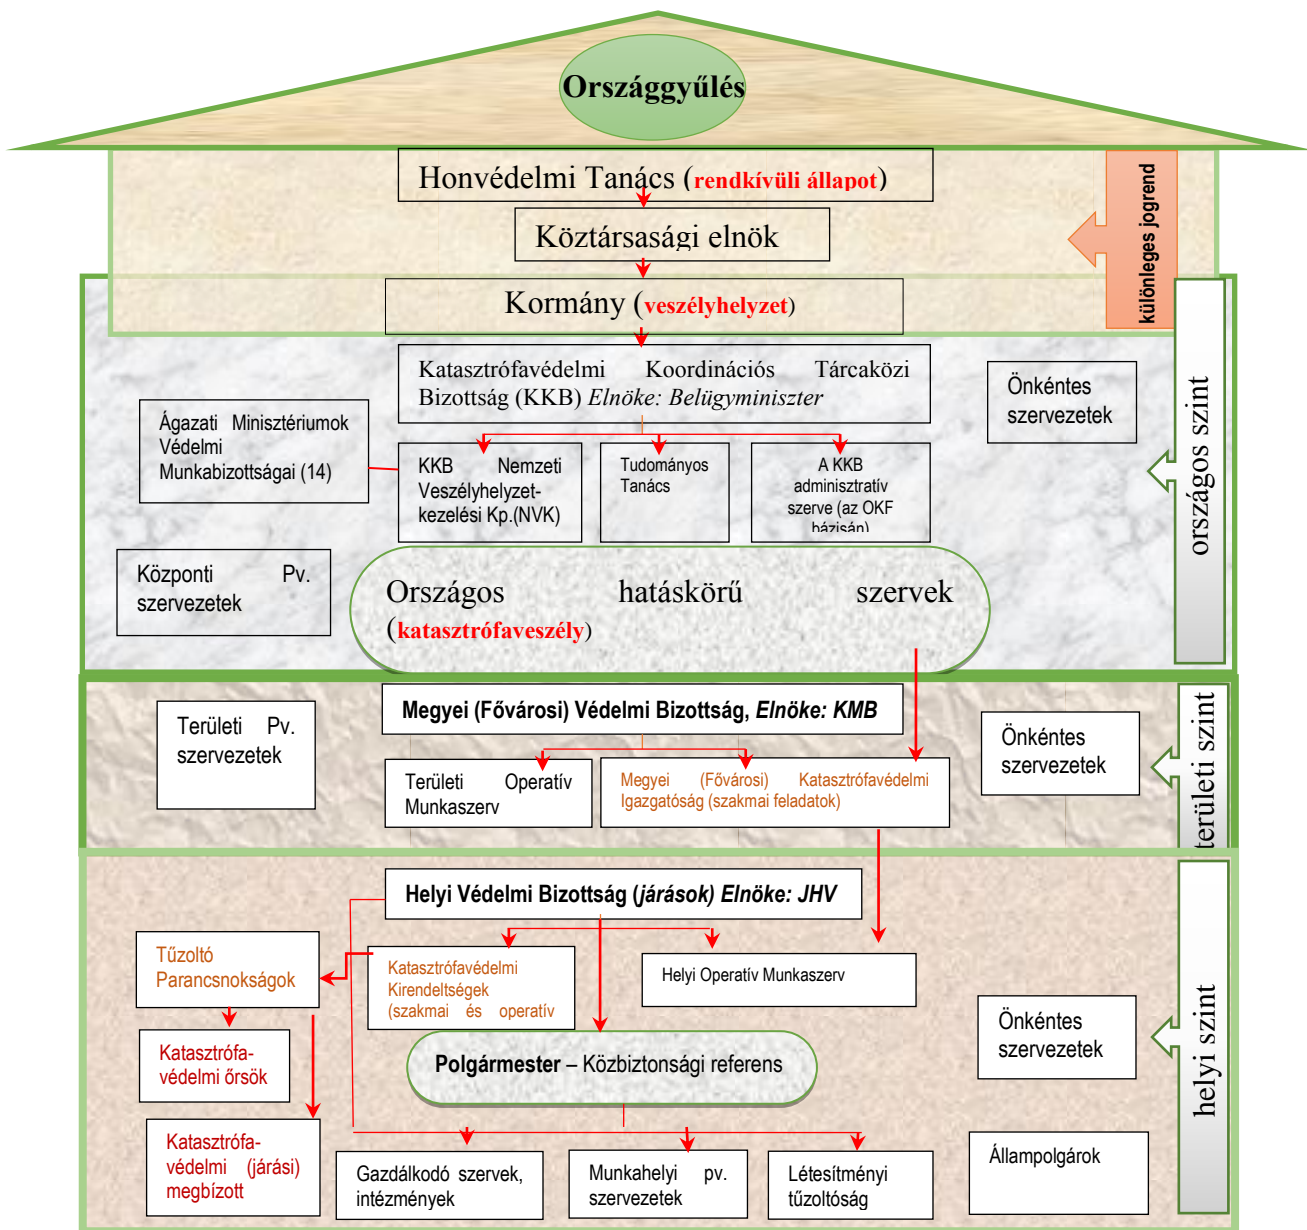 Országgyűlés
Honvédelmi Tanács (rendkívüli állapot)
Köztársasági elnök
Kormány (veszélyhelyzet)
különleges jogrend
Katasztrófavédelmi Koordinációs Tárcaközi
Bizottság (KKB) Elnöke: Belügyminiszter
Önkéntes
szervezetek
országos szint
Ágazati Minisztériumok
Védelmi
Munkabizottságai (14)
KKB Nemzeti
Veszélyhelyzet-
kezelési Kp.(NVK)
Tudományos
Tanács
A KKB
adminisztratív
szerve (az OKF
bázisán)
Központi Pv.
szervezetek
Országos hatáskörű szervek
(katasztrófaveszély)
Területi Pv.
szervezetek
Megyei (Fővárosi) Védelmi Bizottság, Elnöke: KMB
Önkéntes
szervezetek
területi szint
Területi Operatív
Munkaszerv
Megyei (Fővárosi) Katasztrófavédelmi
Igazgatóság (szakmai feladatok)
Helyi Védelmi Bizottság (járások) Elnöke: JHV
helyi szint
Tűzoltó
Parancsnokságok
Katasztrófavédelmi
Kirendeltségek
(szakmai és operatív
Helyi Operatív Munkaszerv
Önkéntes
szervezetek
Katasztrófa-
védelmi őrsök
Polgármester – Közbiztonsági referens
Katasztrófa-
védelmi (járási)
megbízott
Gazdálkodó szervek,
intézmények
Munkahelyi pv.
szervezetek
Létesítményi
tűzoltóság
Állampolgárok